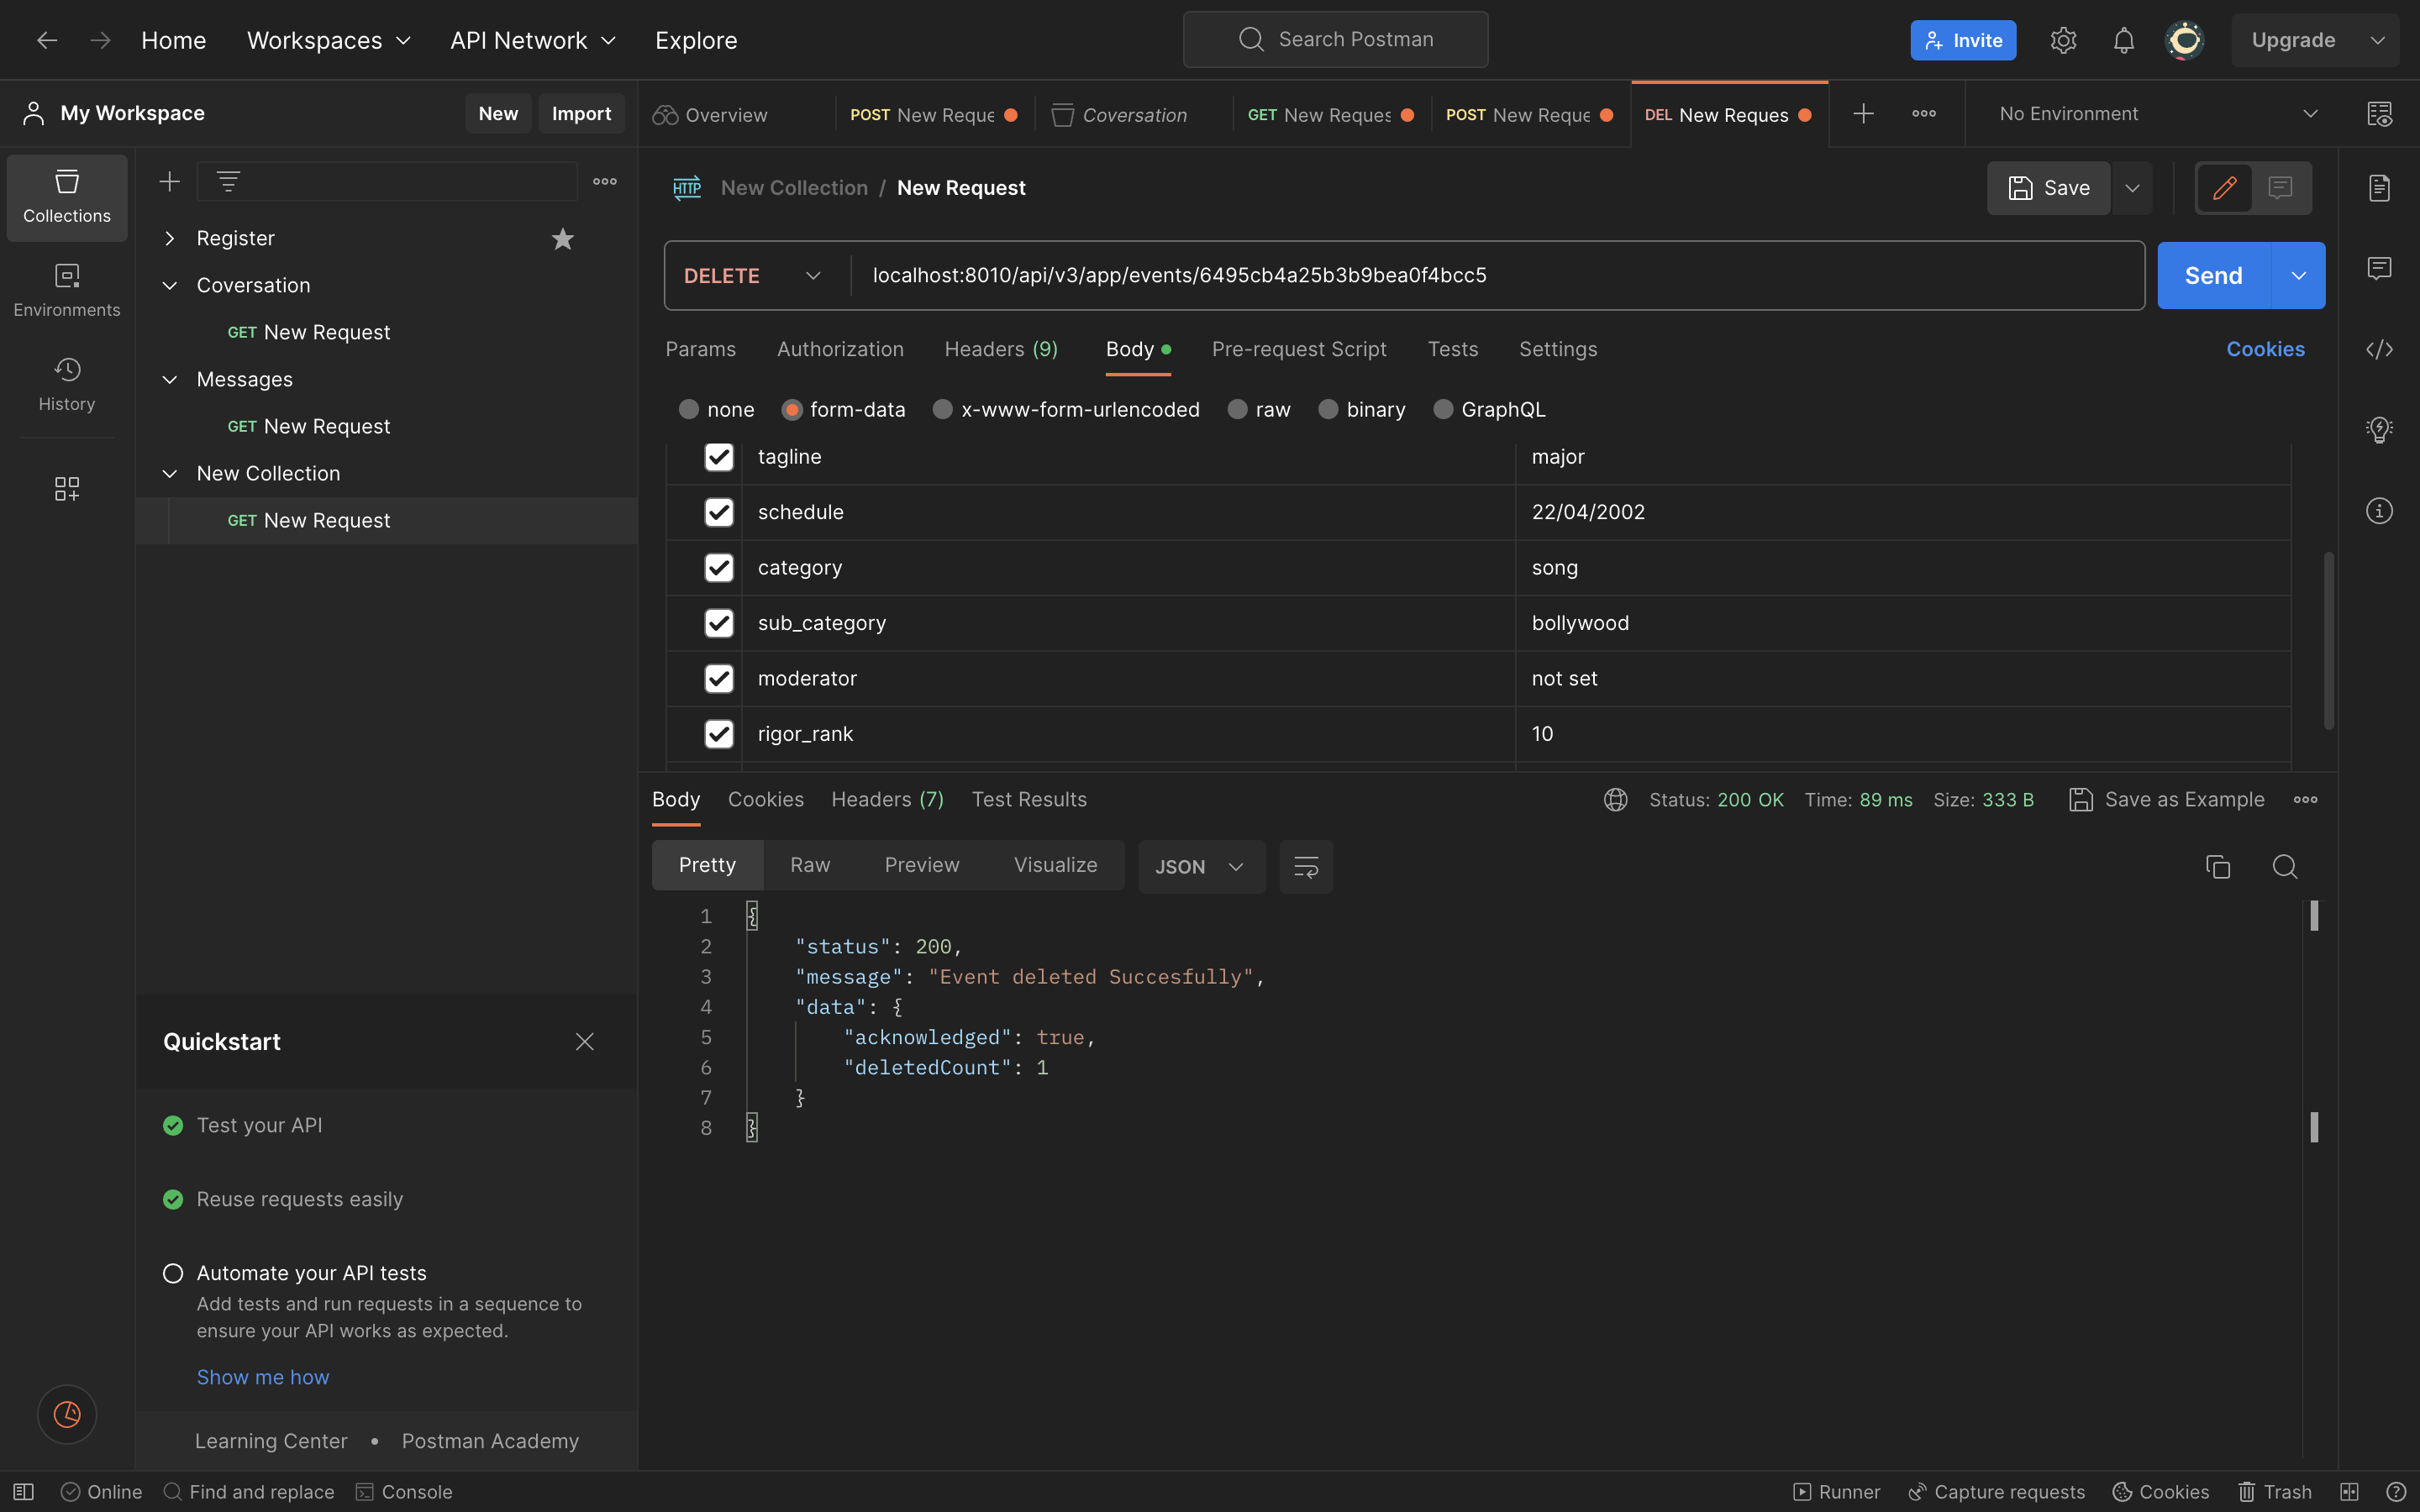 Home Workspaces API Network Explore Search Postman Invite Upgrade
My Workspace New Import
Overview POST New Reque Coversation GET New Reques POST New Reque DEL New Reques No Environment
Collections
Environments
History
Register
Coversation
GET New Request
Messages
GET New Request
New Collection
GET New Request
HTTP New Collection / New Request Save
DELETE localhost:8010/api/v3/app/events/6495cb4a25b3b9bea0f4bcc5 Send
Params Authorization Headers (9) Body Pre-request Script Tests Settings Cookies
none form-data x-www-form-urlencoded raw binary GraphQL
tagline major
schedule 22/04/2002
category song
sub_category bollywood
moderator not set
rigor_rank 10
Body Cookies Headers (7) Test Results Status: 200 OK Time: 89 ms Size: 333 B Save as Example
Pretty Raw Preview Visualize JSON
1 {
2 "status": 200,
3 "message": "Event deleted Succesfully",
4 "data": {
5 "acknowledged": true,
6 "deletedCount": 1
7 }
8 }
Quickstart
Test your API
Reuse requests easily
Automate your API tests
Add tests and run requests in a sequence to
ensure your API works as expected.
Show me how
Learning Center • Postman Academy
Online Find and replace Console Runner Capture requests Cookies Trash